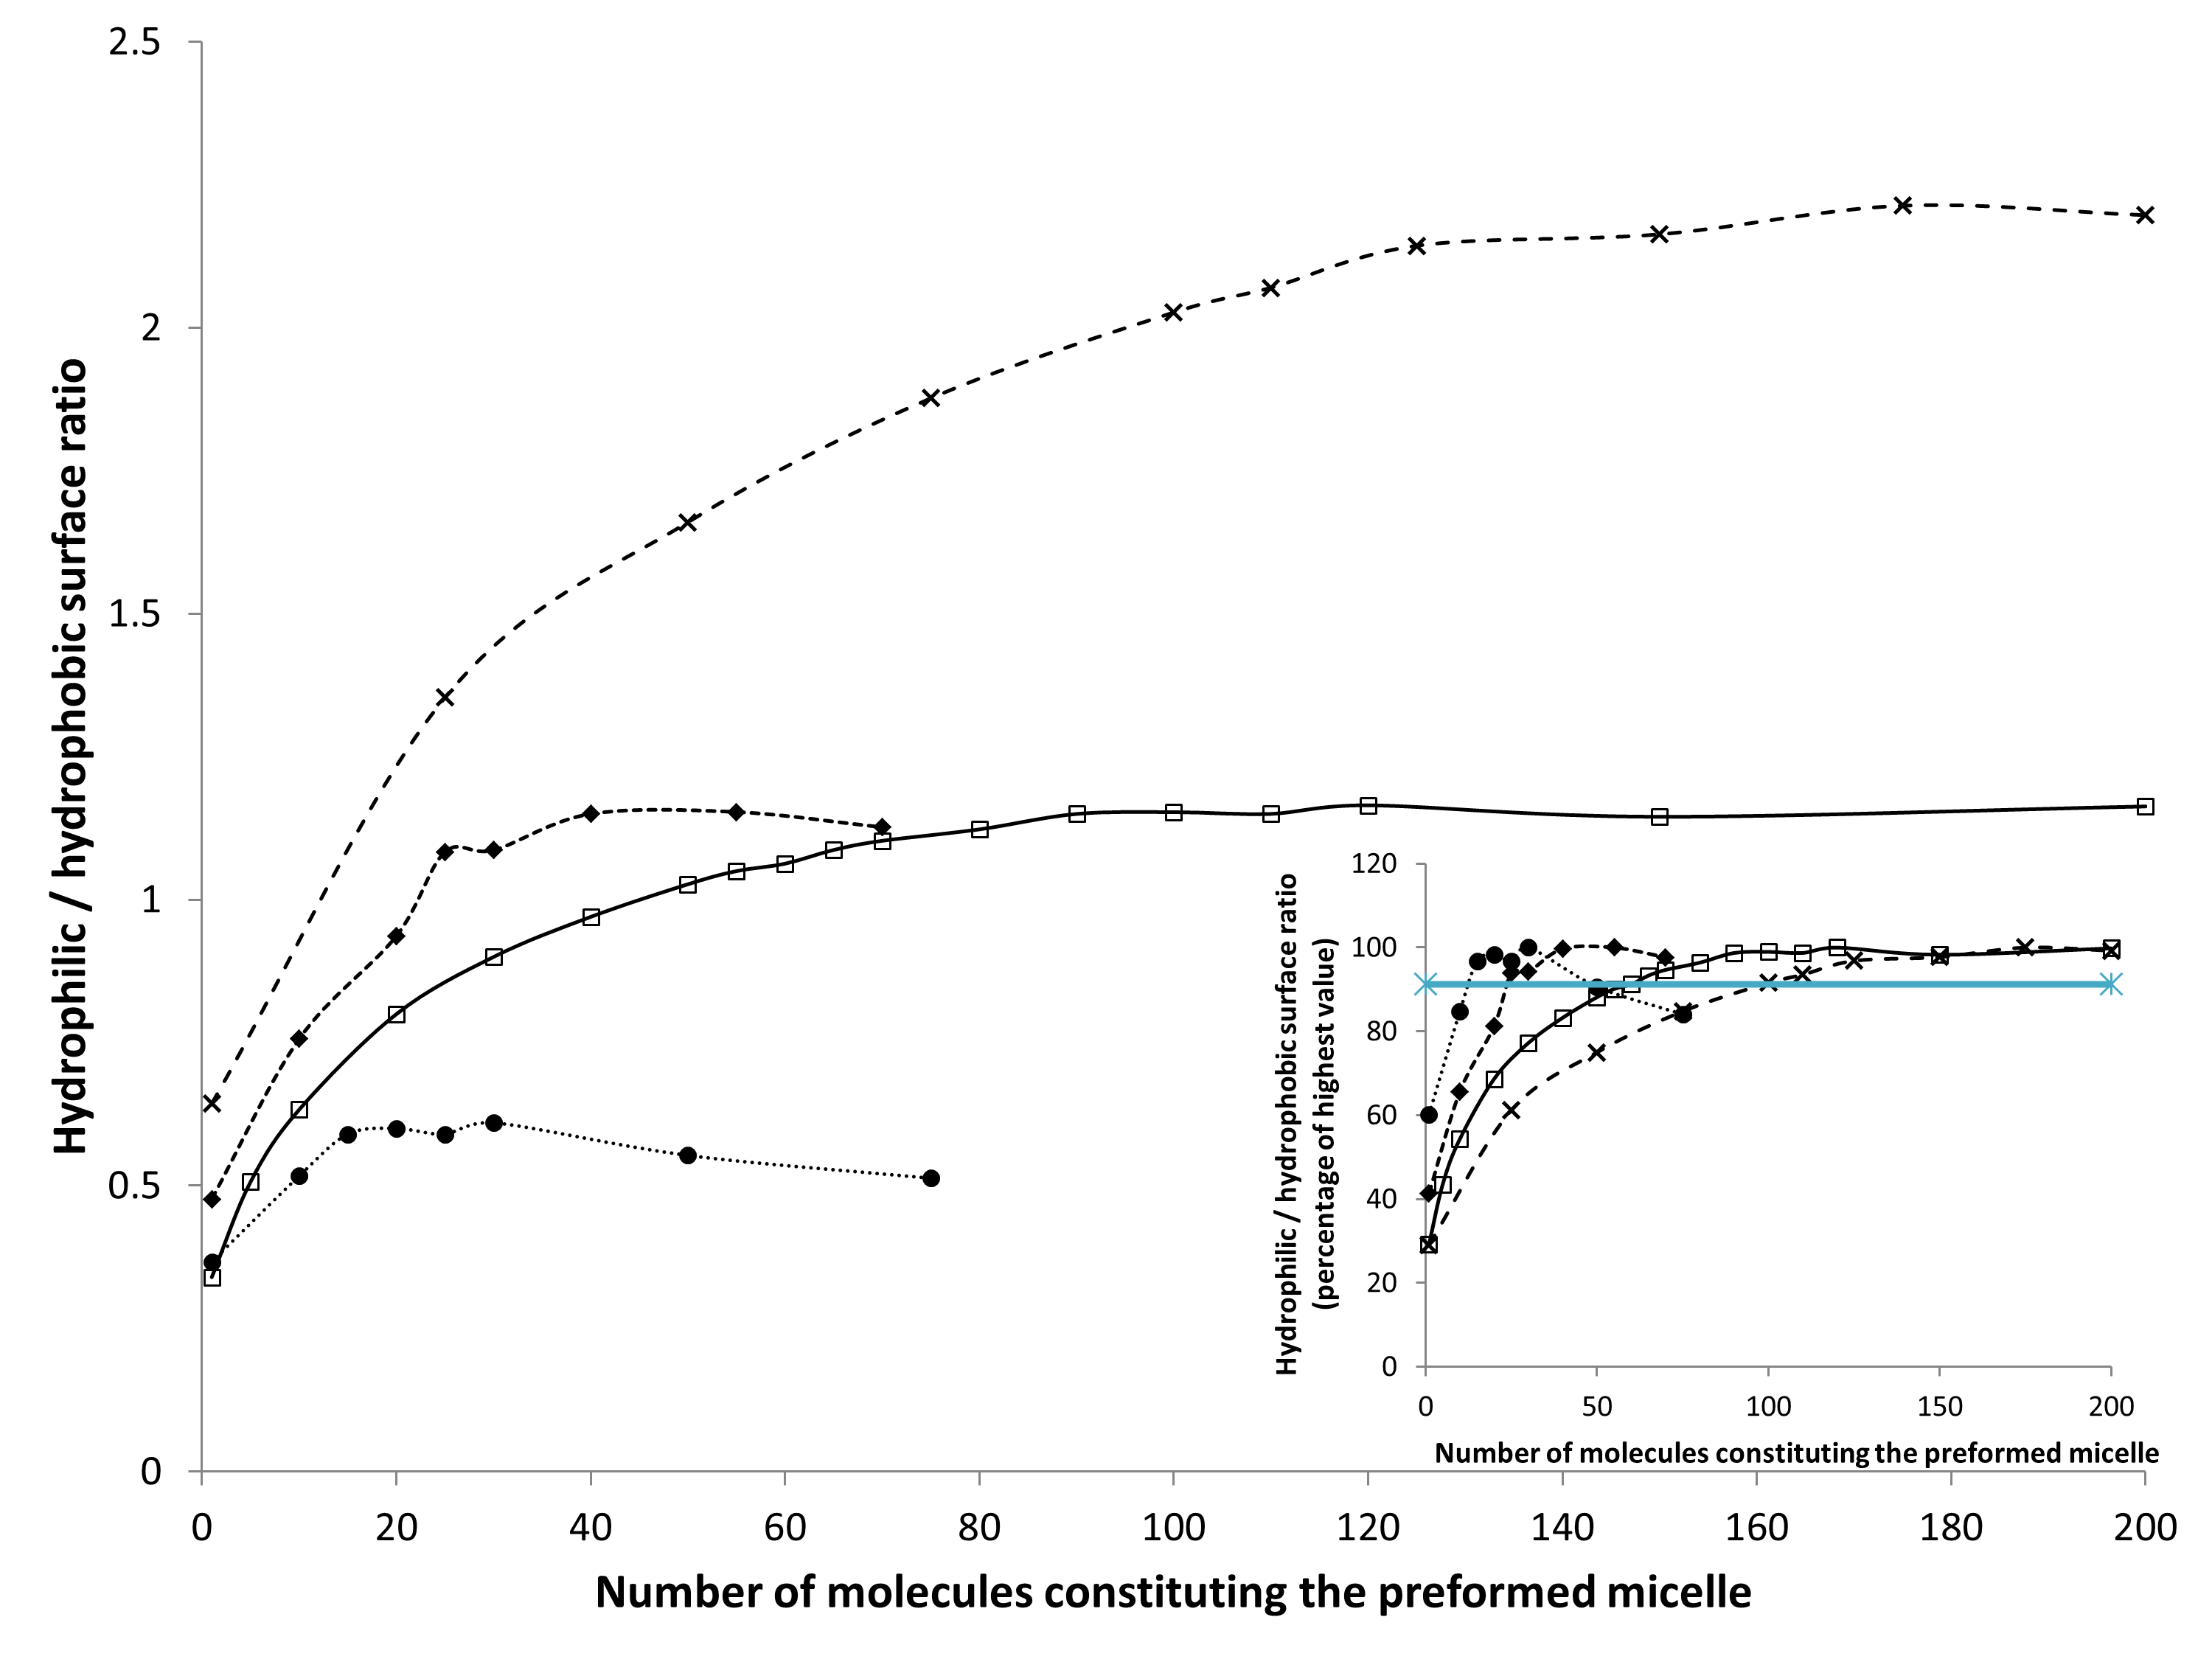 2.5
2
1.5
1
0.5
0
Hydrophilic / hydrophobic surface ratio
0 20 40 60 80 100 120 140 160 180 200
Number of molecules constituting the preformed micelle
120
100
80
60
40
20
0
Hydrophilic / hydrophobic surface ratio
(percentage of highest value)
0 50 100 150 200
Number of molecules constituting the preformed micelle